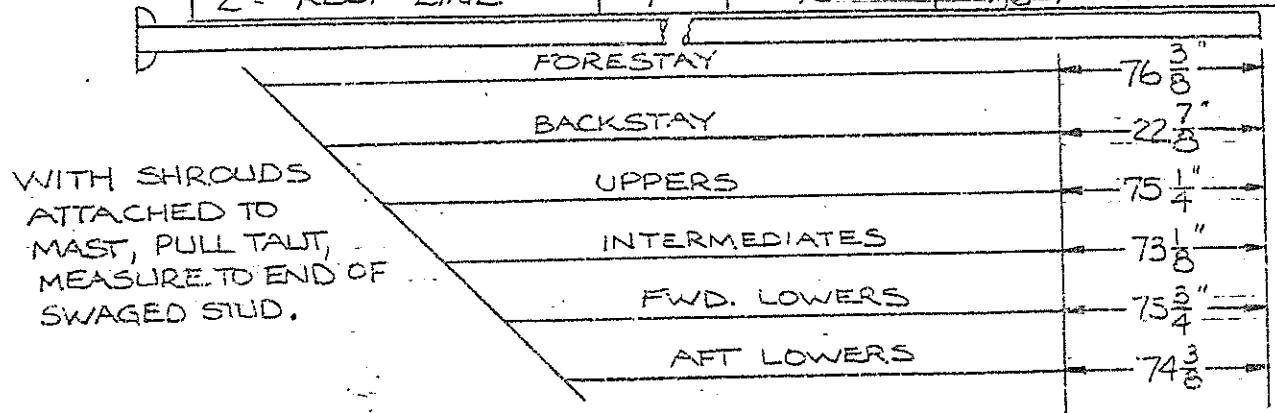 FORESTAY 76 3/8"
BACKSTAY 22 7/8"
UPPERS 75 1/4"
INTERMEDIATES 73 1/8"
FWD. LOWERS 75 3/4"
AFT LOWERS 74 3/8
WITH SHROUDS
ATTACHED TO
MAST, PULL TAUT,
MEASURE TO END OF
SWAGED STUD.